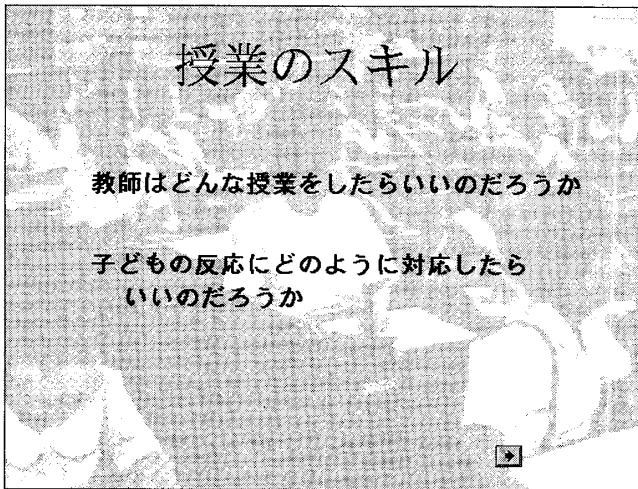 授業のスキル
教師はどんな授業をしたらいいのだろうか
子どもの反応にどのように対応したら
いいのだろうか